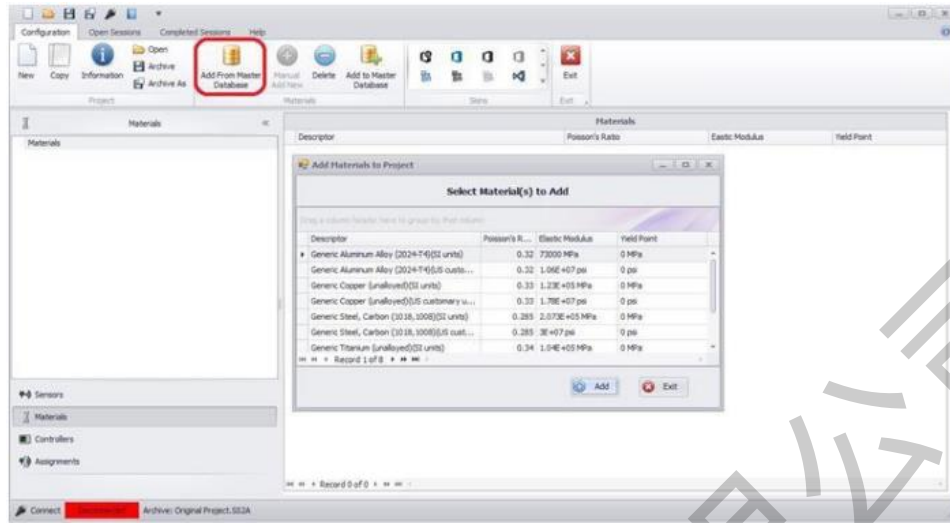 Configuration Open Sessions Completed Sessions Help
New Copy Information Open Archive Archive As
Add From Master Database
Manual Add New
Delete
Add to Master Database
Exit
Project Materials Skins Exit
Materials
Materials
Materials
Descriptor Poisson's Ratio Eastic Modulus Yield Point
Add Materials to Project
Select Material(s) to Add
Drag a column header here to group by that column
Descriptor Poisson's R... Elastic Modulus Yield Point
Generic Aluminum Alloy (2024-T4)(SI units) 0.32 73000 MPa 0 MPa
Generic Aluminum Alloy (2024-T4)(US custo... 0.32 1.06E+07 psi 0 psi
Generic Copper (unalloyed)(SI units) 0.33 1.23E+05 MPa 0 MPa
Generic Copper (unalloyed)(US customary u... 0.33 1.78E+07 psi 0 psi
Generic Steel, Carbon (1018,1008)(SI units) 0.285 2.073E+05 MPa 0 MPa
Generic Steel, Carbon (1018,1008)(US cust... 0.285 3E+07 psi 0 psi
Generic Titanium (unalloyed)(SI units) 0.34 1.04E+05 MPa 0 MPa
Record 1 of 8
Add Exit
Sensors
Materials
Controllers
Assignments
Record 0 of 0
Connect Disconnected Archive: Original Project.SS2A
限公司